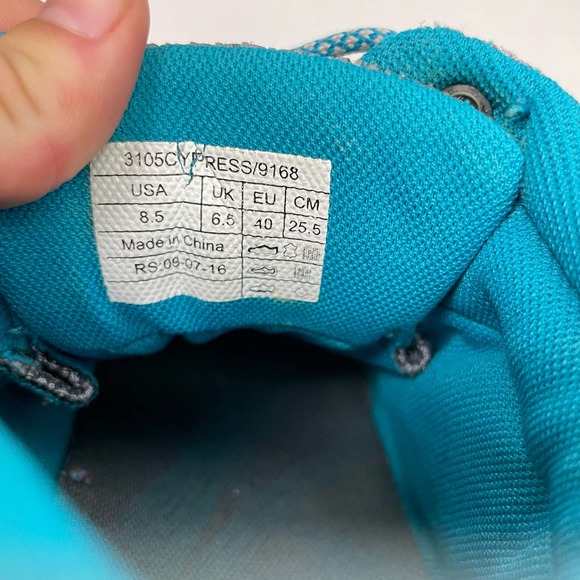 3105CYPRESS/9168
USA UK EU CM
8.5 6.5 40 25.5
Made in China
RS:09-07-16